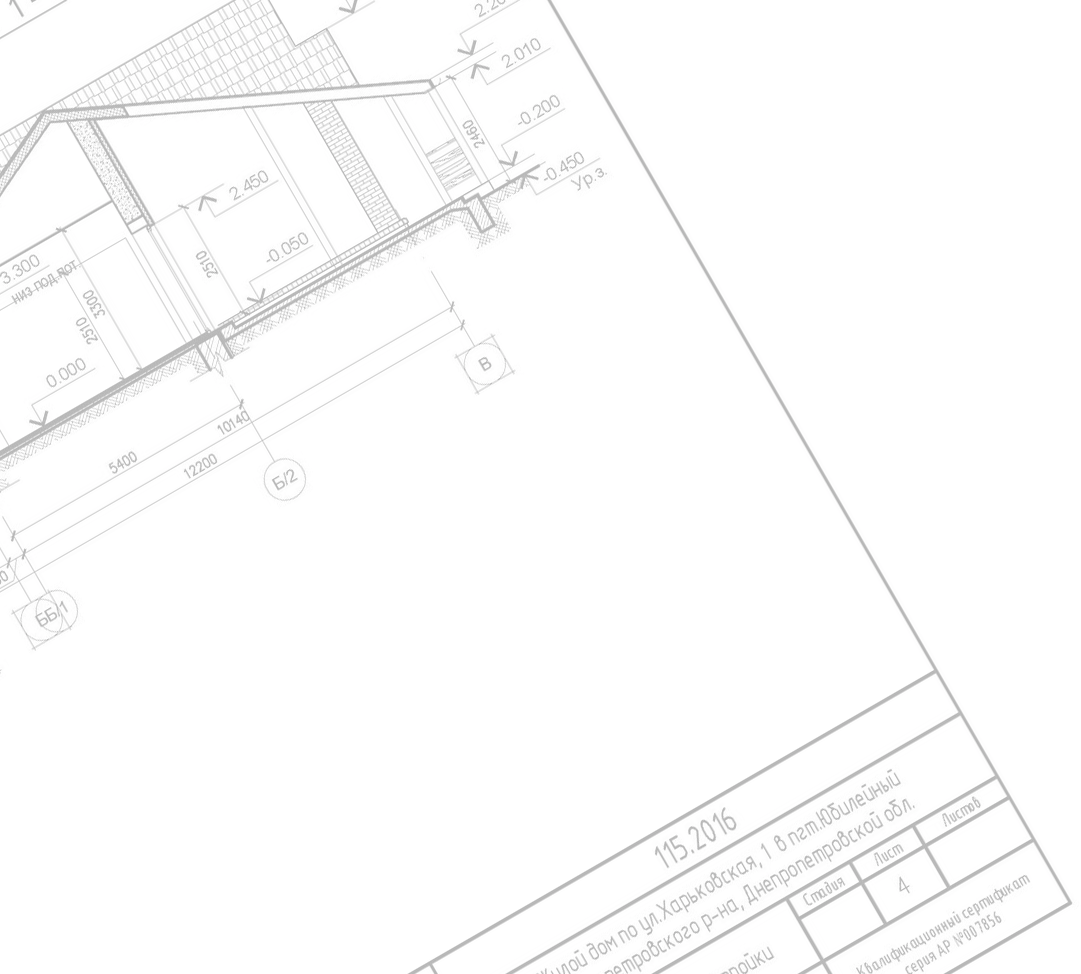 2.010
-0.200
2460
-0.450
Ур.з.
2.450
-0.050
2510
3.300
низ под.пот
3300
2510
0.000
В
10140
5400
12200
Б/2
ББ/1
115.2016
Жилой дом по ул.Харьковская, 1 в пгт.Юбилейный
р-на, Днепропетровской обл.
Стадия
Лист
Листов
4
Квалификационный сертификат
серия АР №007856